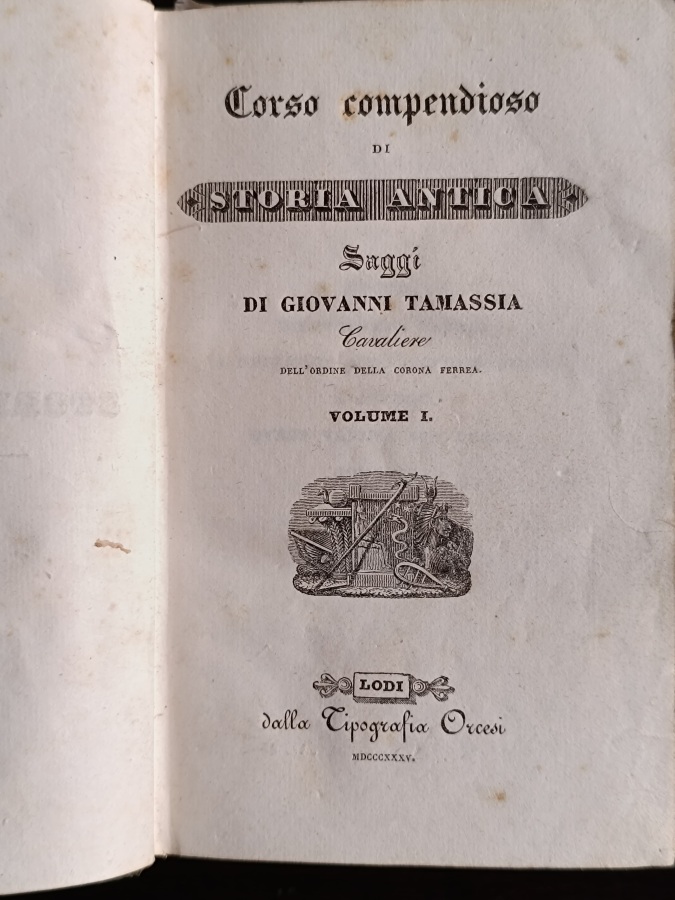 Corso compendioso
DI
STORIA ANTICA
Saggi
DI GIOVANNI TAMASSIA
Cavaliere
DELL'ORDINE DELLA CORONA FERREA.
VOLUME I.
LODI
dalla Tipografia Orcesi
MDCCCXXXV.